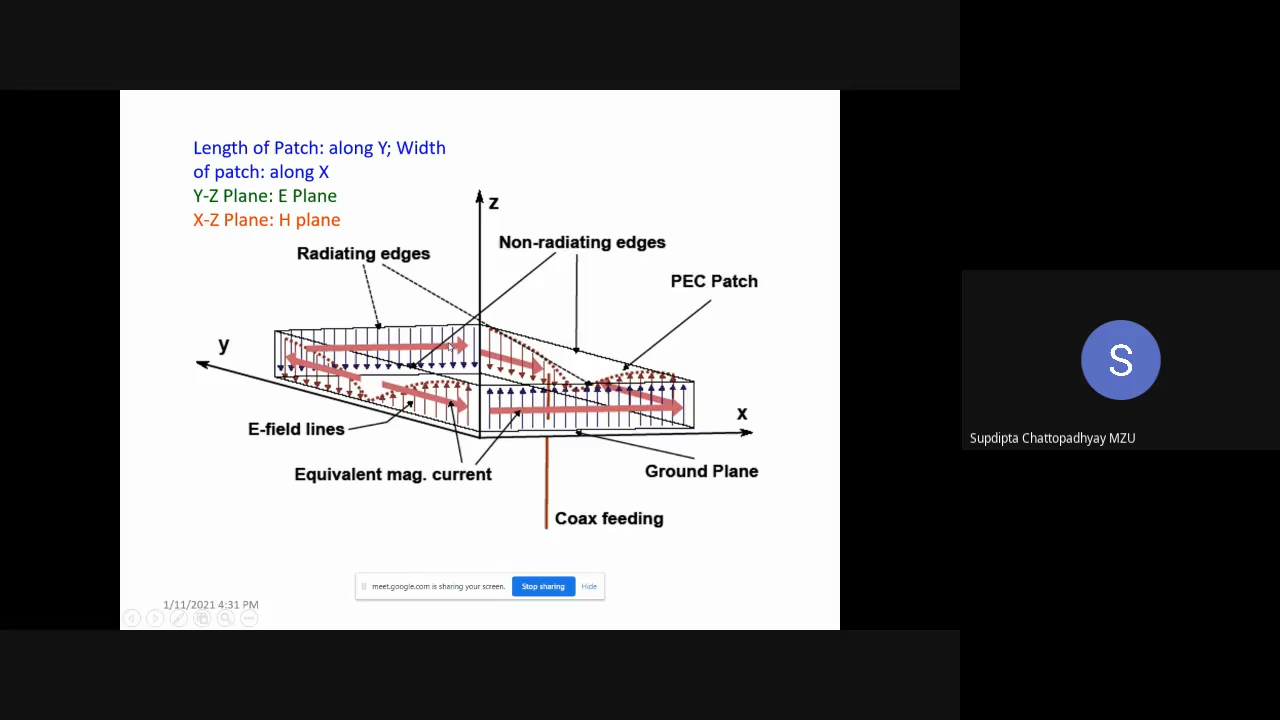 Length of Patch: along Y; Width
of patch: along X
Y-Z Plane: E Plane
X-Z Plane: H plane
z
Non-radiating edges
Radiating edges
PEC Patch
y
x
E-field lines
Equivalent mag. current
Ground Plane
Coax feeding
meet.google.com is sharing your screen.
Stop sharing
Hide
1/11/2021 4:31 PM
S
Supdipta Chattopadhyay MZU